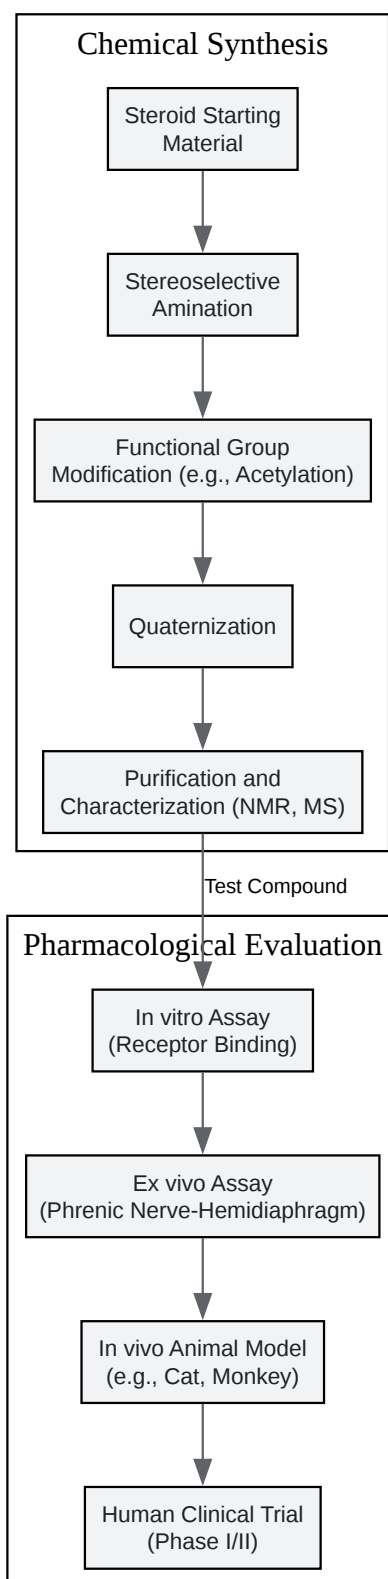 Chemical Synthesis
Steroid Starting
Material
Stereoselective
Amination
Functional Group
Modification (e.g., Acetylation)
Quaternization
Purification and
Characterization (NMR, MS)
Test Compound
Pharmacological Evaluation
In vitro Assay
(Receptor Binding)
Ex vivo Assay
(Phrenic Nerve-Hemidiaphragm)
In vivo Animal Model
(e.g., Cat, Monkey)
Human Clinical Trial
(Phase I/II)